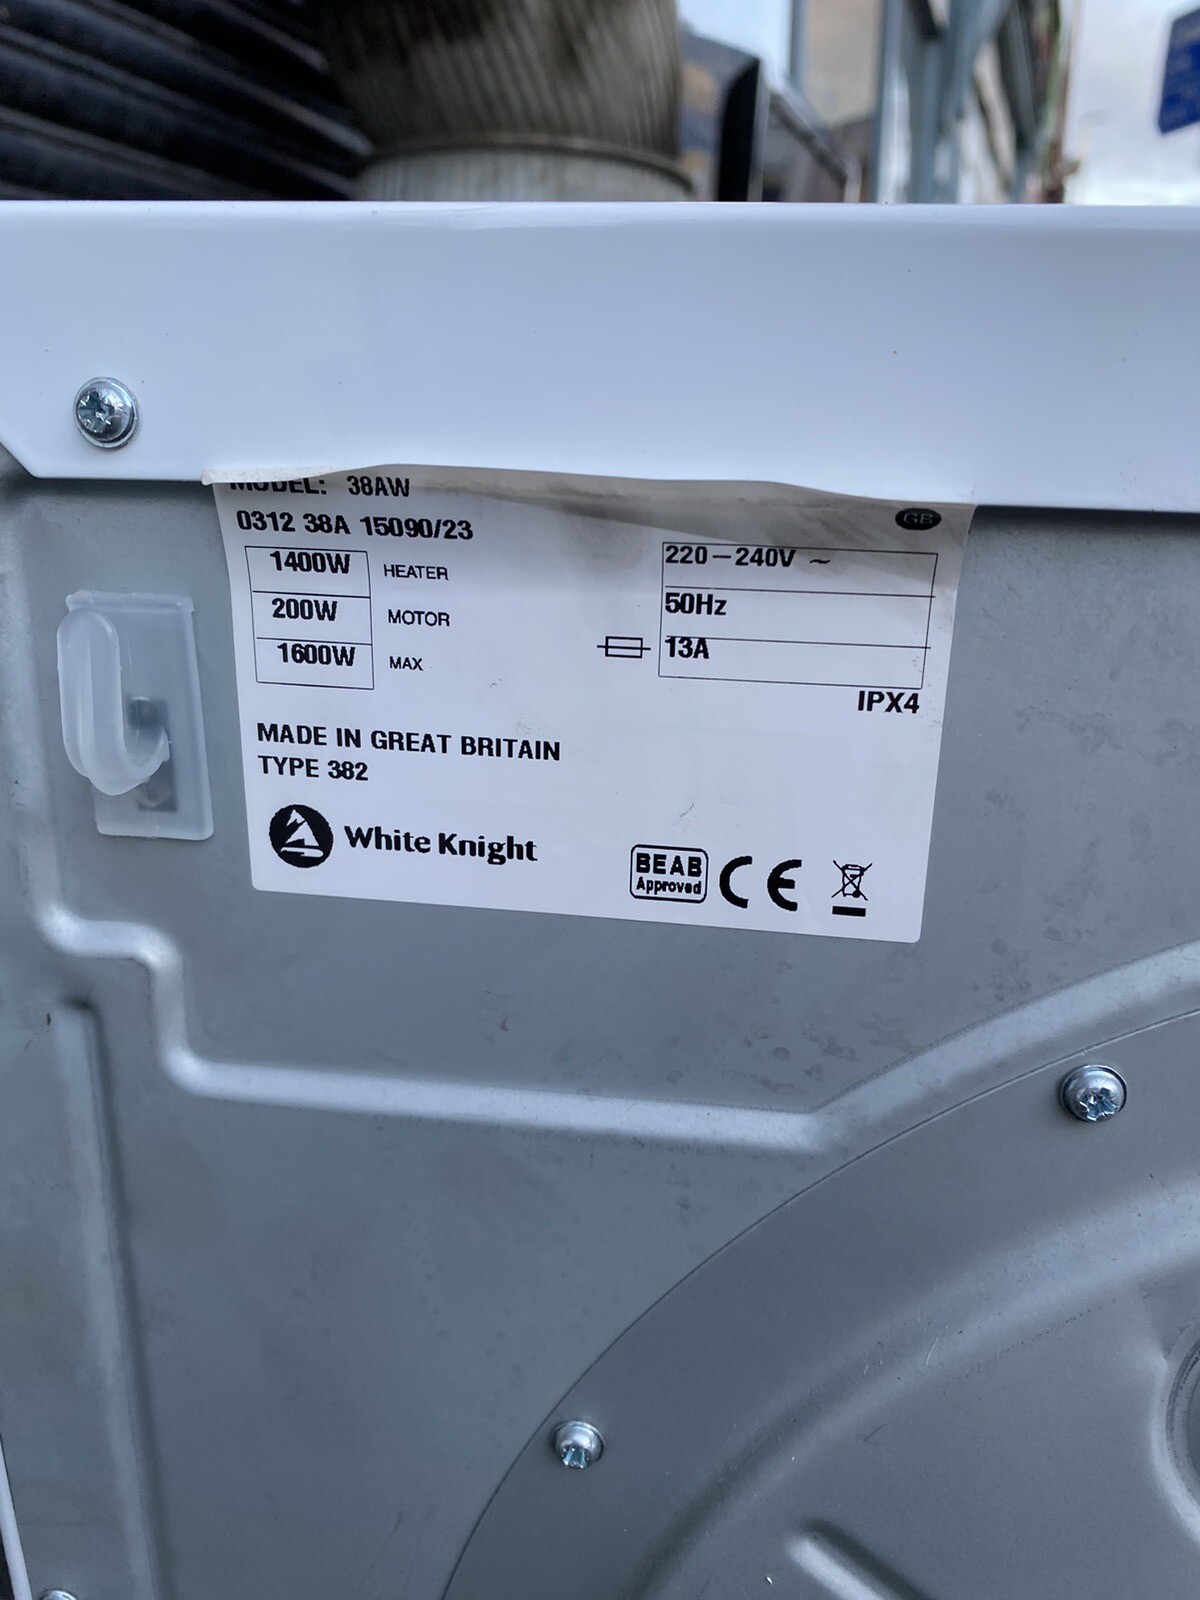 MODEL: 38AW
GB
0312 38A 15090/23
1400W HEATER
220-240V ~
200W MOTOR
50Hz
1600W MAX
13A
IPX4
MADE IN GREAT BRITAIN
TYPE 382
White Knight
BEAB
Approved
CE